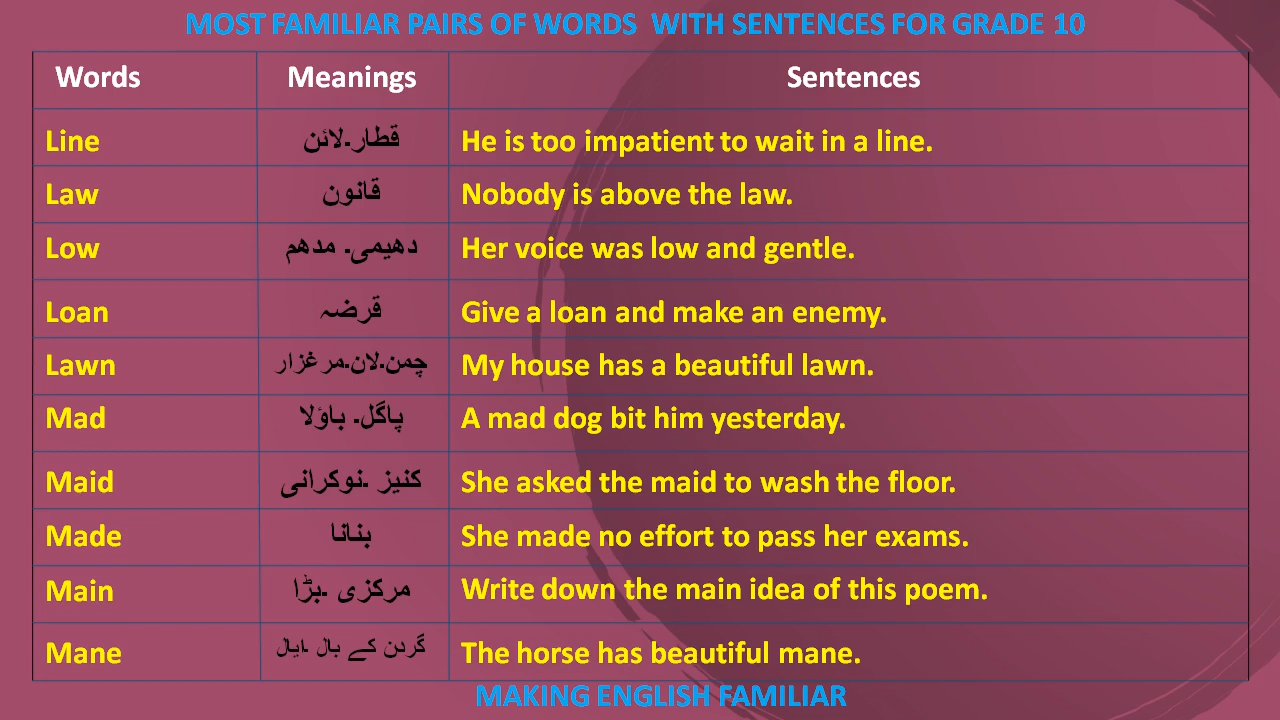 MOST FAMILIAR PAIRS OF WORDS WITH SENTENCES FOR GRADE 10
Words Meanings Sentences
Line قطار۔لائن He is too impatient to wait in a line.
Law قانون Nobody is above the law.
Low دھیمی۔ مدھم Her voice was low and gentle.
Loan قرضہ Give a loan and make an enemy.
Lawn چمن۔لان۔مرغزار My house has a beautiful lawn.
Mad پاگل۔ باؤلا A mad dog bit him yesterday.
Maid کنیز ۔نوکرانی She asked the maid to wash the floor.
Made بنانا She made no effort to pass her exams.
Main مرکزی ۔بڑا Write down the main idea of this poem.
Mane گردن کے بال ۔ایال The horse has beautiful mane.
MAKING ENGLISH FAMILIAR